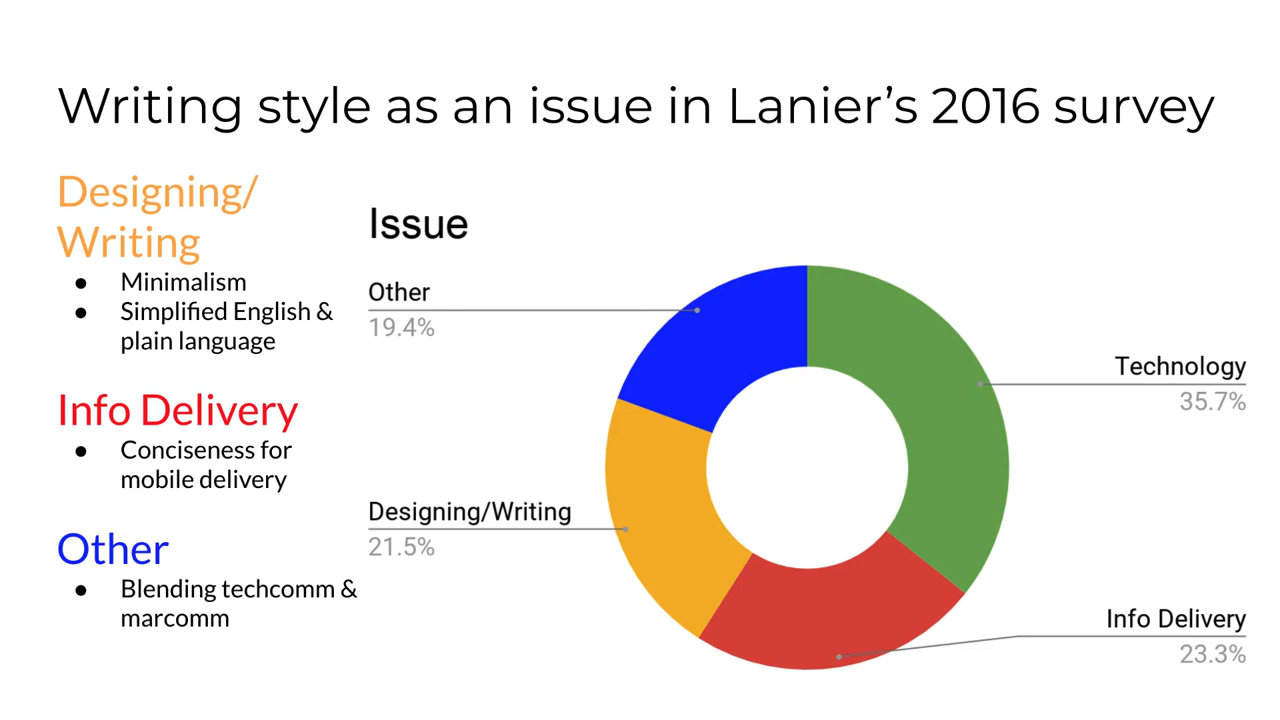 Writing style as an issue in Lanier’s 2016 survey
Designing/
Writing
● Minimalism
● Simplified English &
plain language
Info Delivery
● Conciseness for
mobile delivery
Other
● Blending techcomm &
marcomm
Issue
Other
19.4%
Technology
35.7%
Designing/Writing
21.5%
Info Delivery
23.3%